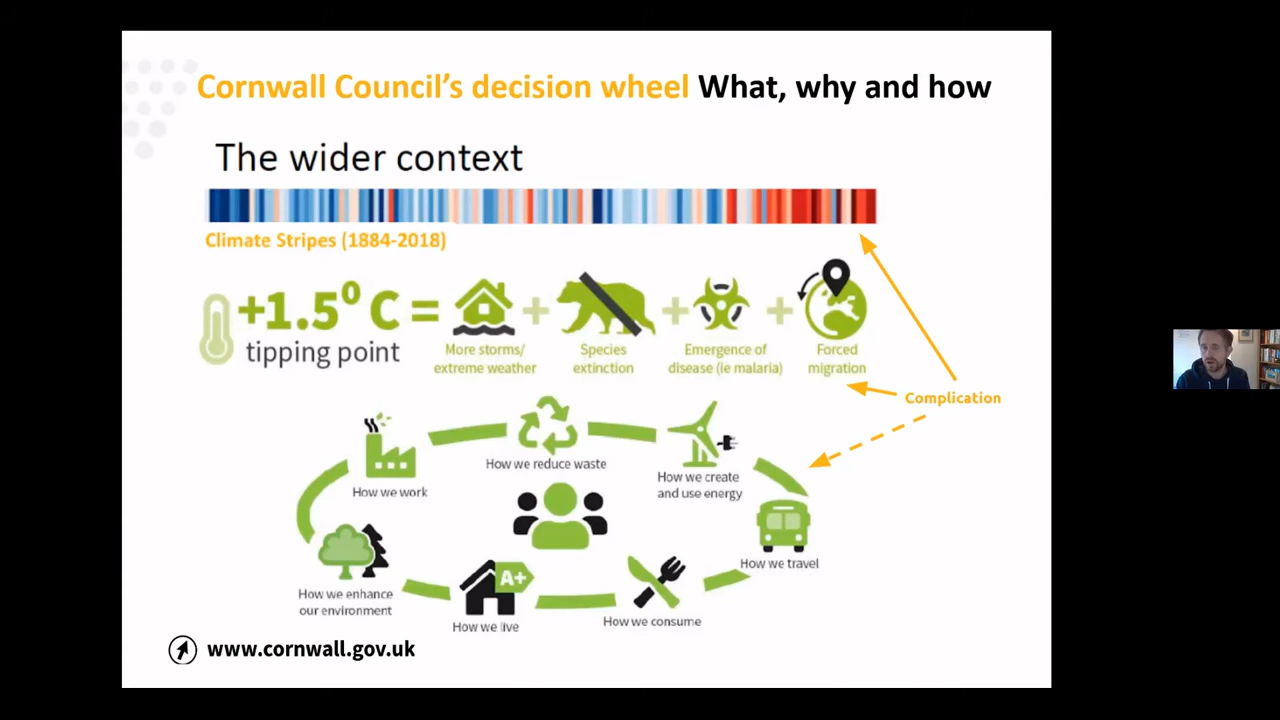 Cornwall Council's decision wheel What, why and how
The wider context
Climate Stripes (1884-2018)
+1.5⁰ C =
tipping point
More storms/
extreme weather
+
Species
extinction
+
Emergence of
disease (ie malaria)
+
Forced
migration
Complication
How we reduce waste
How we work
How we create
and use energy
How we travel
How we enhance
our environment
A+
How we live
How we consume
www.cornwall.gov.uk